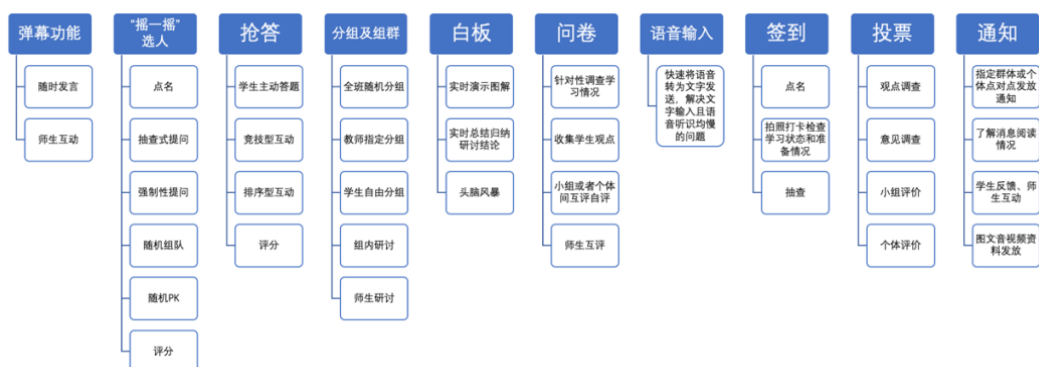 弹幕功能
随时发言
师生互动
“摇一摇”
选人
点名
抽查式提问
强制性提问
随机组队
随机PK
评分
抢答
学生主动答题
竞技型互动
排序型互动
评分
分组及组群
全班随机分组
教师指定分组
学生自由分组
组内研讨
师生研讨
白板
实时演示图解
实时总结归纳
研讨结论
头脑风暴
问卷
针对性调查学
习情况
收集学生观点
小组或者个体
间互评自评
师生互评
语音输入
快速将语音
转为文字发
送，解决文
字输入且语
音听识均慢
的问题
签到
点名
拍照打卡检查
学习状态和准
备情况
抽查
投票
观点调查
意见调查
小组评价
个体评价
通知
指定群体或个
体点对点发放
通知
了解消息阅读
情况
学生反馈、师
生互动
图文音视频资
料发放